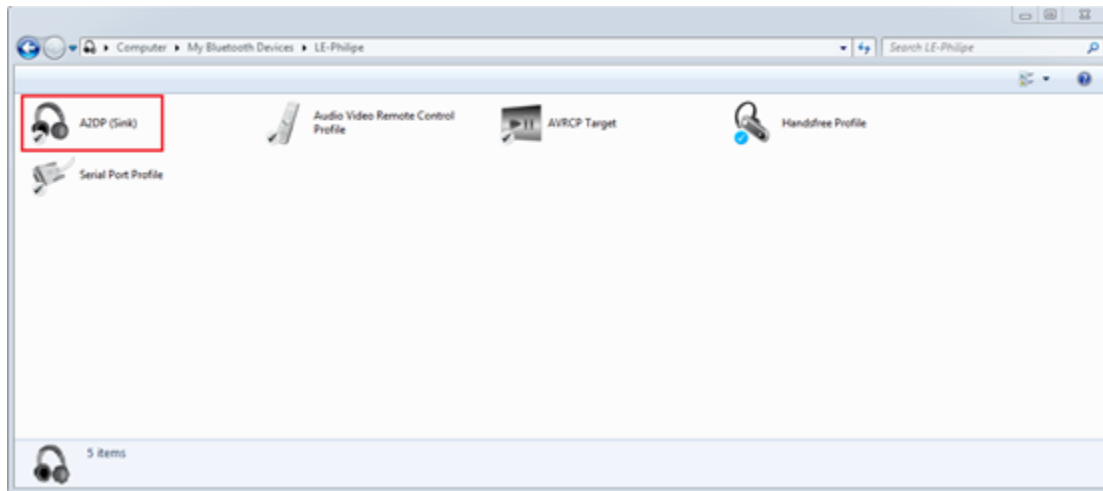 Computer ▸ My Bluetooth Devices ▸ LE-Philipe
Search LE-Philipe
A2DP (Sink)
Audio Video Remote Control
Profile
AVRCP Target
Handsfree Profile
Serial Port Profile
5 items